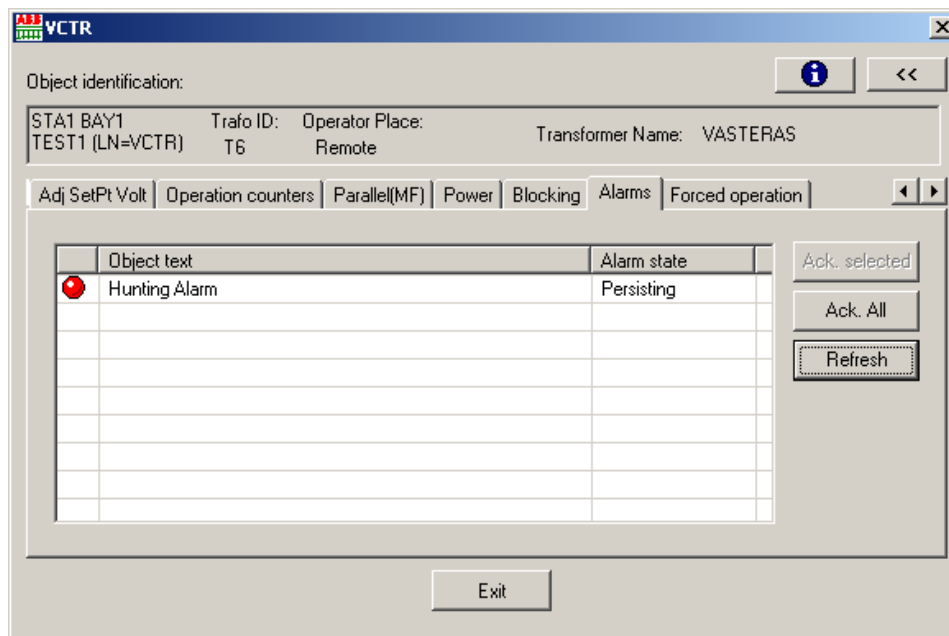 ABB VCTR
Object identification:
<<
STA1 BAY1 Trafo ID: Operator Place: Transformer Name: VASTERAS
TEST1 (LN=VCTR) T6 Remote
Adj SetPt Volt Operation counters Parallel(MF) Power Blocking Alarms Forced operation
Object text Alarm state
Hunting Alarm Persisting
Ack. selected
Ack. All
Refresh
Exit